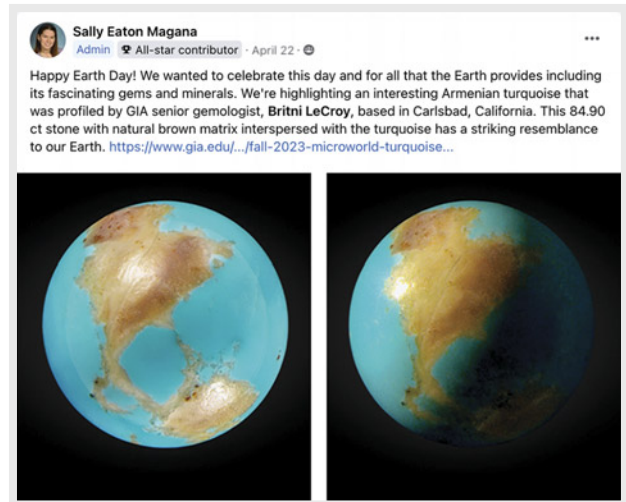 Sally Eaton Magana
Admin All-star contributor · April 22 ·
Happy Earth Day! We wanted to celebrate this day and for all that the Earth provides including
its fascinating gems and minerals. We're highlighting an interesting Armenian turquoise that
was profiled by GIA senior gemologist, Britni LeCroy, based in Carlsbad, California. This 84.90
ct stone with natural brown matrix interspersed with the turquoise has a striking resemblance
to our Earth. https://www.gia.edu/.../fall-2023-microworld-turquoise...